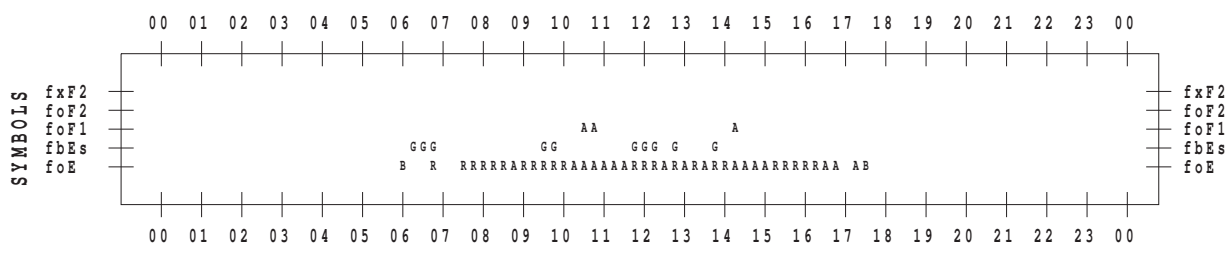 00 01 02 03 04 05 06 07 08 09 10 11 12 13 14 15 16 17 18 19 20 21 22 23 00
SYMBOLS
fxF2 fxF2
foF2 foF2
foF1 AA A foF1
fbEs GGG GG GGG G G fbEs
foE B R RRRRRARRRRAAAAAARRRARARARRAAAAARRRRRAA AB foE
00 01 02 03 04 05 06 07 08 09 10 11 12 13 14 15 16 17 18 19 20 21 22 23 00